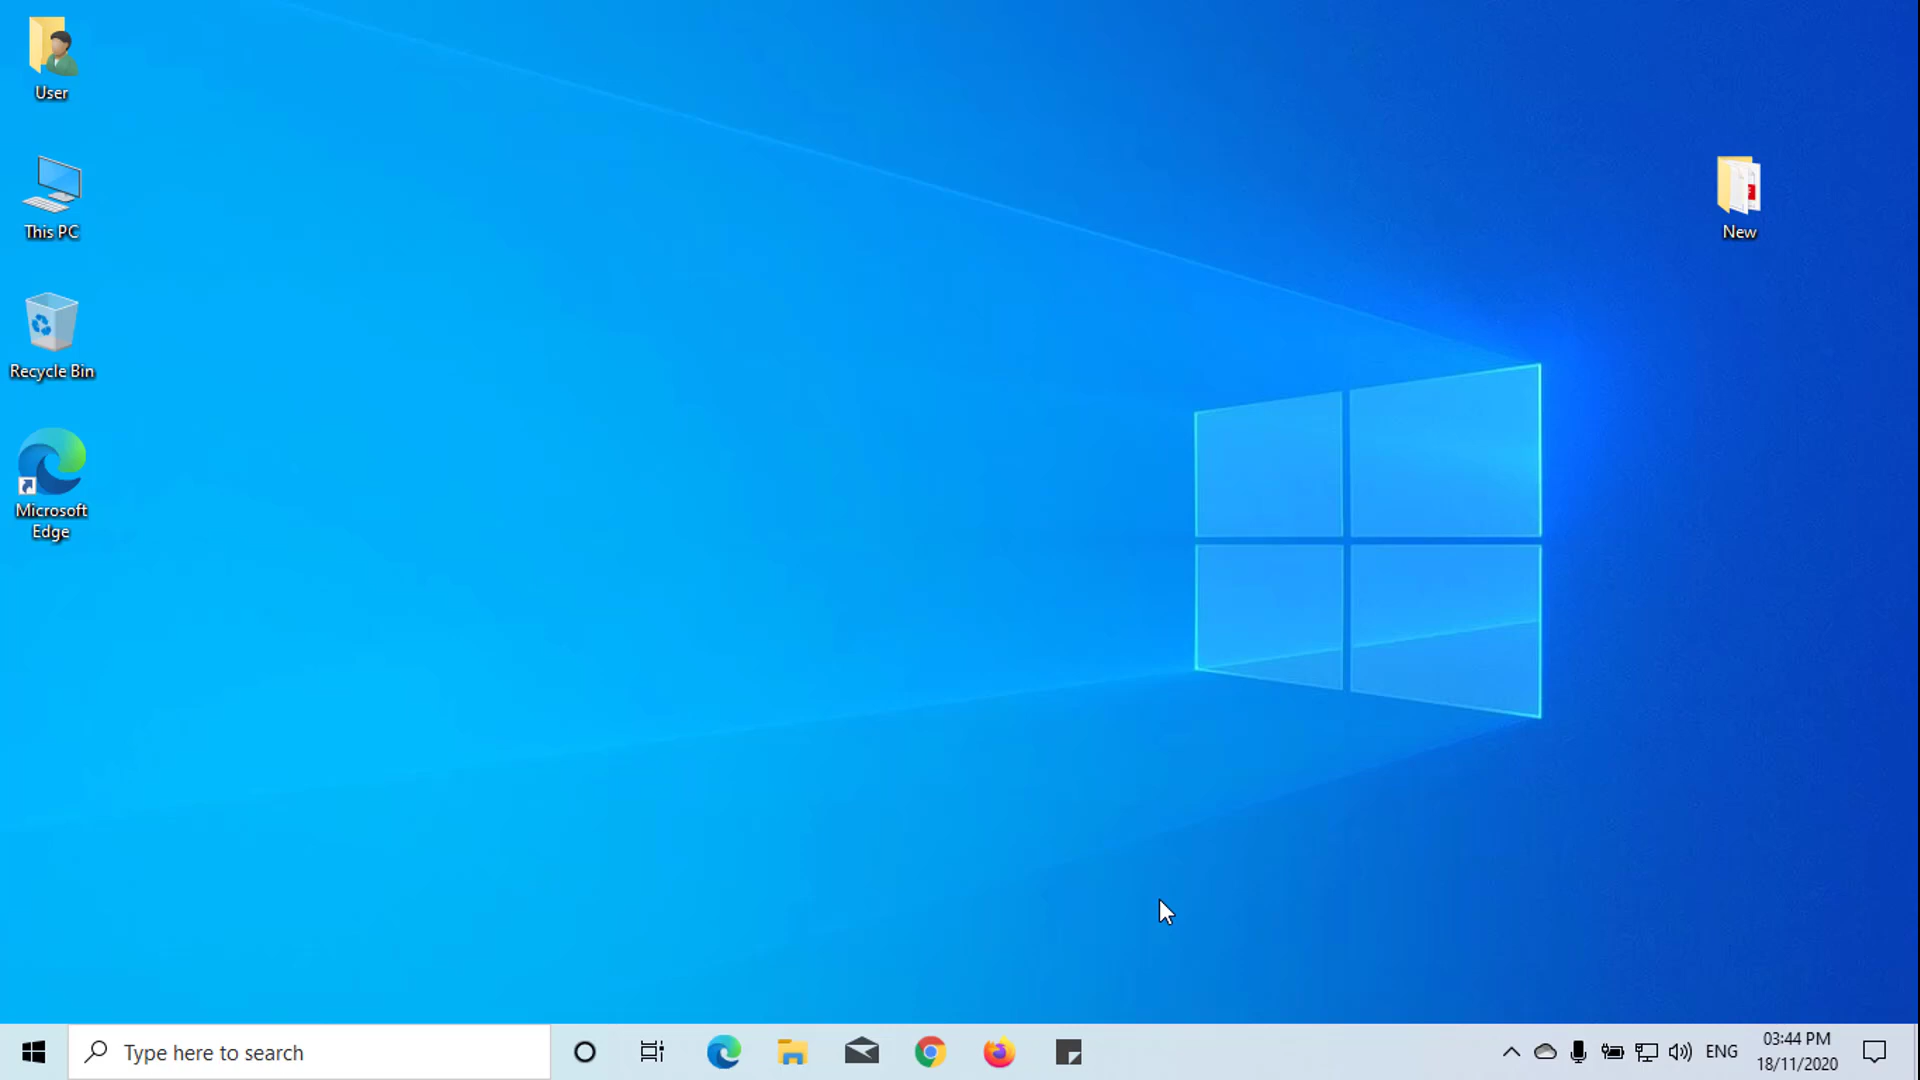 User
This PC
Recycle Bin
Microsoft
Edge
New
Type here to search
ENG
03:44 PM
18/11/2020